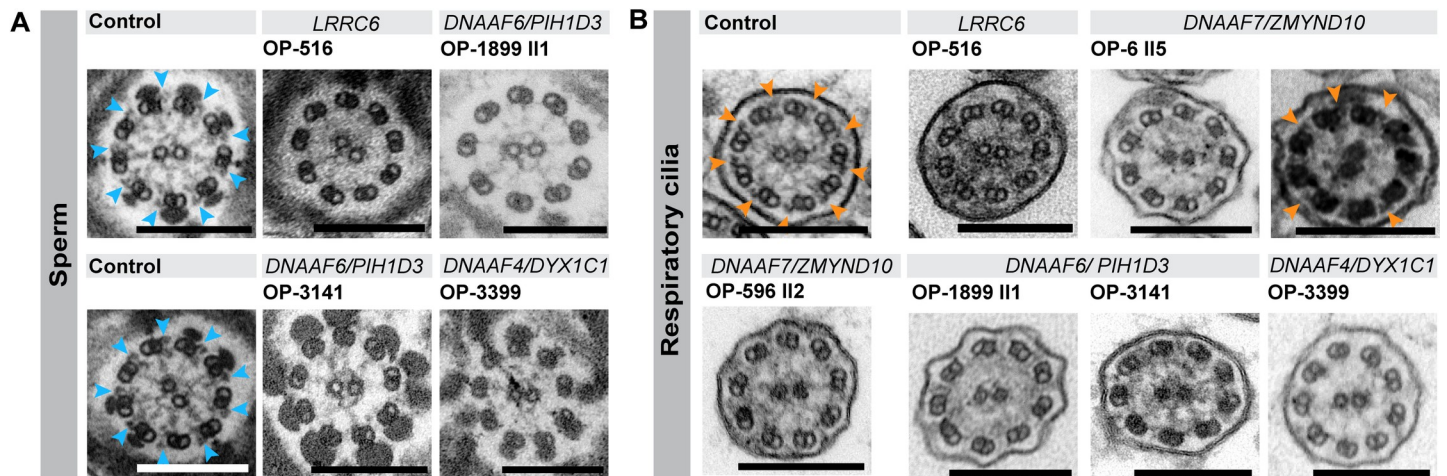 A
Sperm
Control
LRRC6
DNAAF6/PIH1D3
OP-516
OP-1899 II1
Control
DNAAF6/PIH1D3
DNAAF4/DYX1C1
OP-3141
OP-3399
B
Respiratory cilia
Control
LRRC6
DNAAF7/ZMYND10
OP-516
OP-6 II5
DNAAF7/ZMYND10
DNAAF6/ PIH1D3
DNAAF4/DYX1C1
OP-596 II2
OP-1899 II1
OP-3141
OP-3399